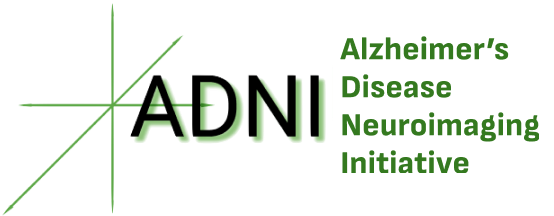 ADNI
Alzheimer's
Disease
Neuroimaging
Initiative